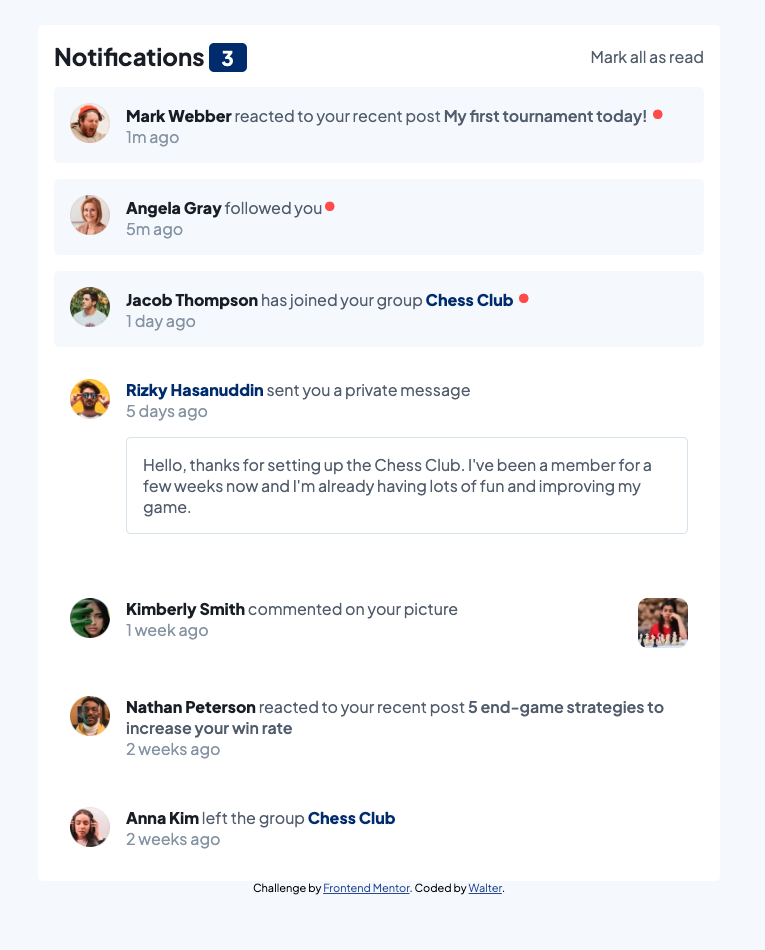 Notifications 3
Mark all as read
Mark Webber reacted to your recent post My first tournament today!
1m ago
Angela Gray followed you
5m ago
Jacob Thompson has joined your group Chess Club
1 day ago
Rizky Hasanuddin sent you a private message
5 days ago
Hello, thanks for setting up the Chess Club. I've been a member for a
few weeks now and I'm already having lots of fun and improving my
game.
Kimberly Smith commented on your picture
1 week ago
Nathan Peterson reacted to your recent post 5 end-game strategies to
increase your win rate
2 weeks ago
Anna Kim left the group Chess Club
2 weeks ago
Challenge by Frontend Mentor. Coded by Walter.